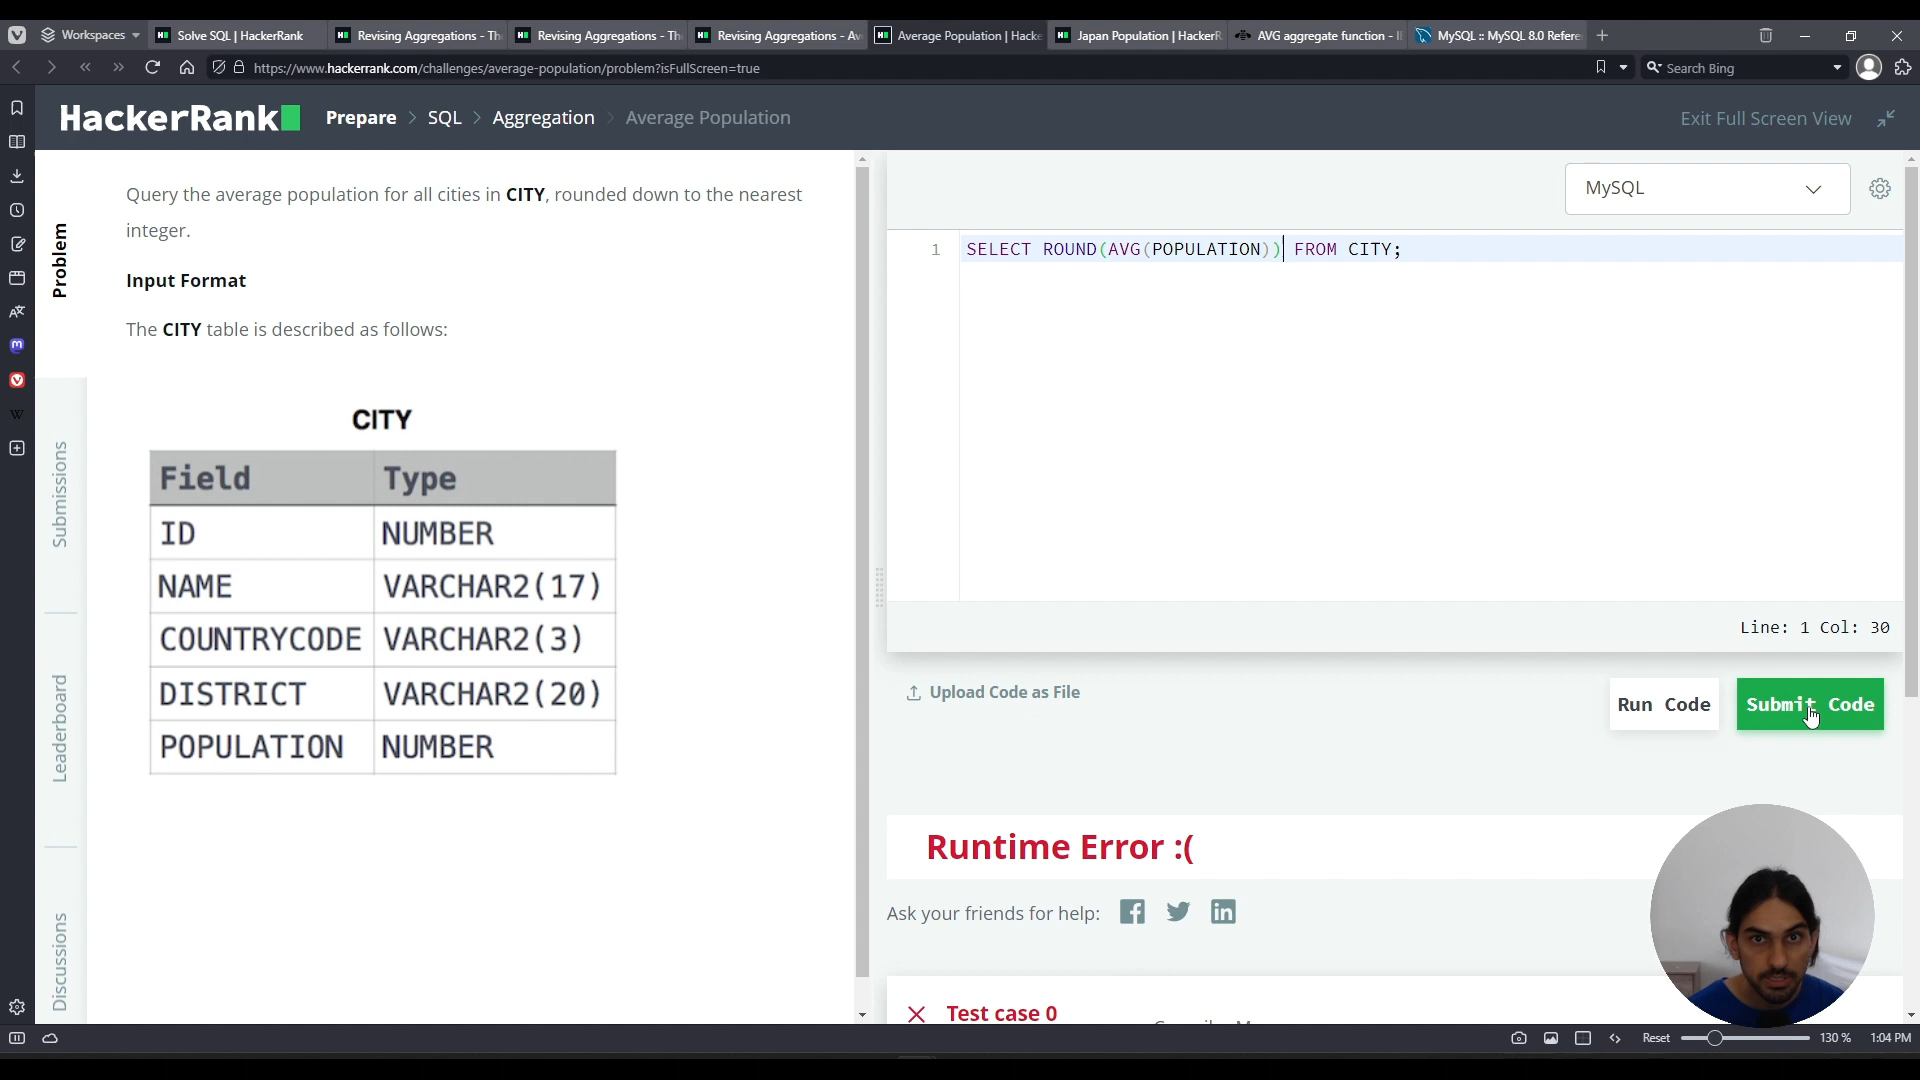 Workspaces
Solve SQL | HackerRank
Revising Aggregations - Th
Revising Aggregations - Th
Revising Aggregations - Av
Average Population | Hacke
Japan Population | HackerR
AVG aggregate function - I
MySQL :: MySQL 8.0 Refere
https://www.hackerrank.com/challenges/average-population/problem?isFullScreen=true
Search Bing
HackerRank
Prepare > SQL > Aggregation > Average Population
Exit Full Screen View
Problem
Submissions
Leaderboard
Discussions
Query the average population for all cities in CITY, rounded down to the nearest
integer.
Input Format
The CITY table is described as follows:
CITY
Field Type
ID NUMBER
NAME VARCHAR2(17)
COUNTRYCODE VARCHAR2(3)
DISTRICT VARCHAR2(20)
POPULATION NUMBER
MySQL
1 SELECT ROUND(AVG(POPULATION)) FROM CITY;
Line: 1 Col: 30
Upload Code as File
Run Code
Submit Code
Runtime Error :(
Ask your friends for help:
Test case 0
Reset
130 %
1:04 PM